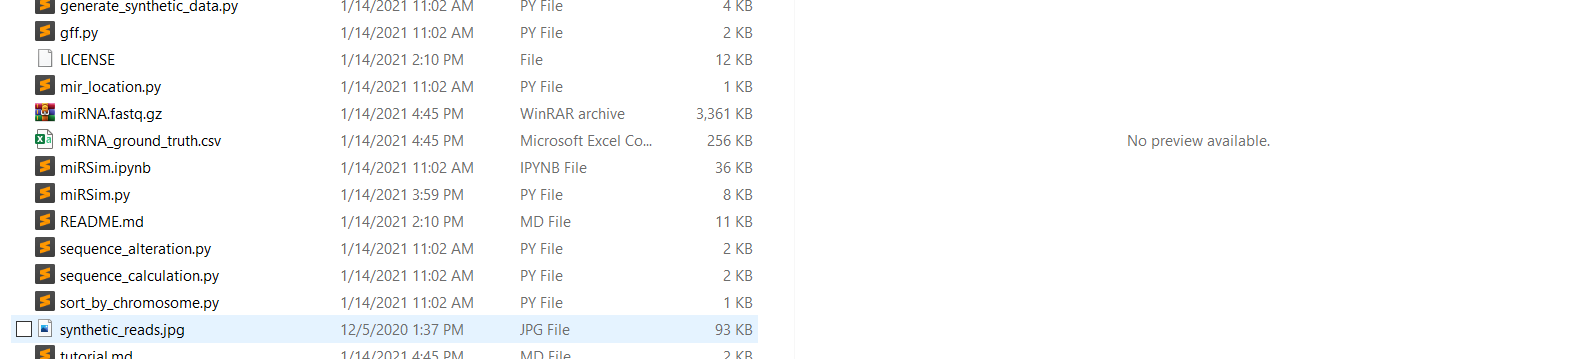 generate_synthetic_data.py 1/14/2021 11:02 AM PY File 4 KB
gff.py 1/14/2021 11:02 AM PY File 2 KB
LICENSE 1/14/2021 2:10 PM File 12 KB
mir_location.py 1/14/2021 11:02 AM PY File 1 KB
miRNA.fastq.gz 1/14/2021 4:45 PM WinRAR archive 3,361 KB
miRNA_ground_truth.csv 1/14/2021 4:45 PM Microsoft Excel Co... 256 KB
No preview available.
miRSim.ipynb 1/14/2021 11:02 AM IPYNB File 36 KB
miRSim.py 1/14/2021 3:59 PM PY File 8 KB
README.md 1/14/2021 2:10 PM MD File 11 KB
sequence_alteration.py 1/14/2021 11:02 AM PY File 2 KB
sequence_calculation.py 1/14/2021 11:02 AM PY File 2 KB
sort_by_chromosome.py 1/14/2021 11:02 AM PY File 1 KB
synthetic_reads.jpg 12/5/2020 1:37 PM JPG File 93 KB
tutorial.md 1/14/2021 4:45 PM MD File 2 KB